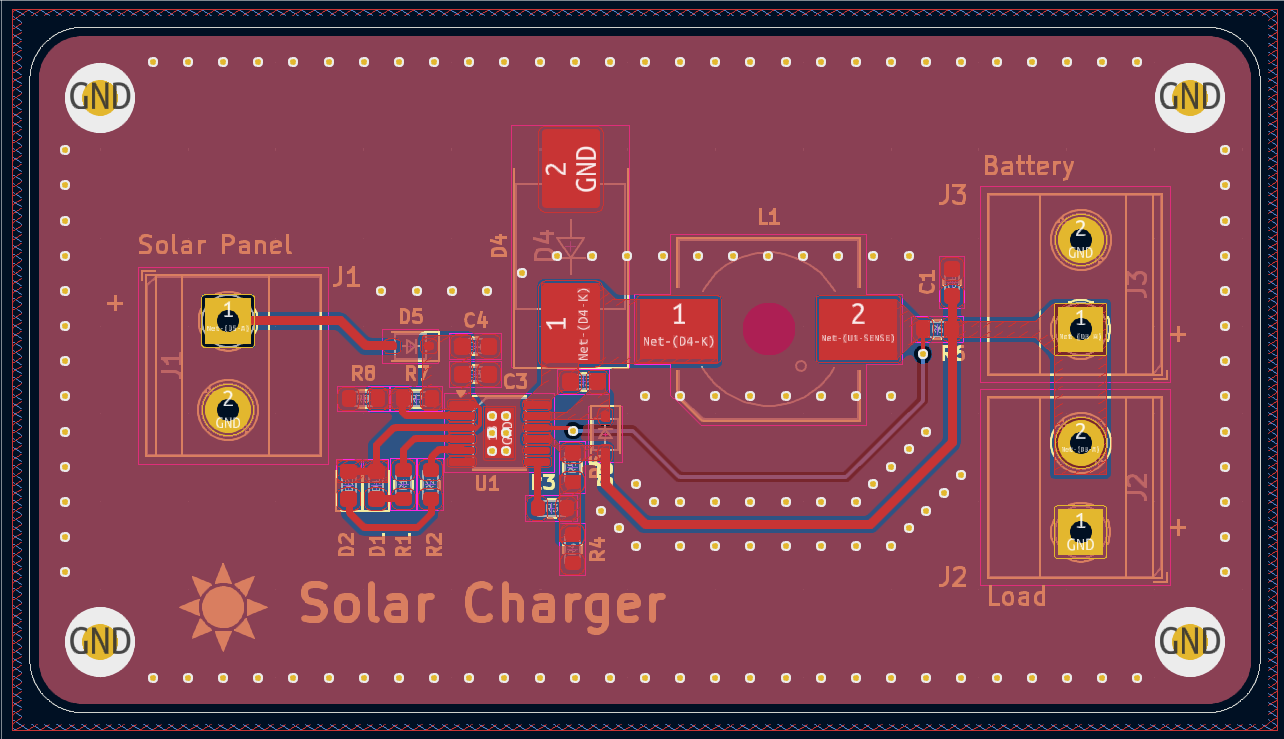 GND
GND
Battery
J3
2
GND
L1
Solar Panel
D4
D4
2
GND
C1
J3
J1
+
1
D5
C4
1
Net-(D4-K)
1
Net-(D4-K)
2
Net-(U1-SENSE)
R6
1
+
J1
R8
R7
C3
2
GND
GND
2
U1
R3
J2
D2
D1
R1
R2
R4
1
GND
+
J2
Load
Solar Charger
GND
GND